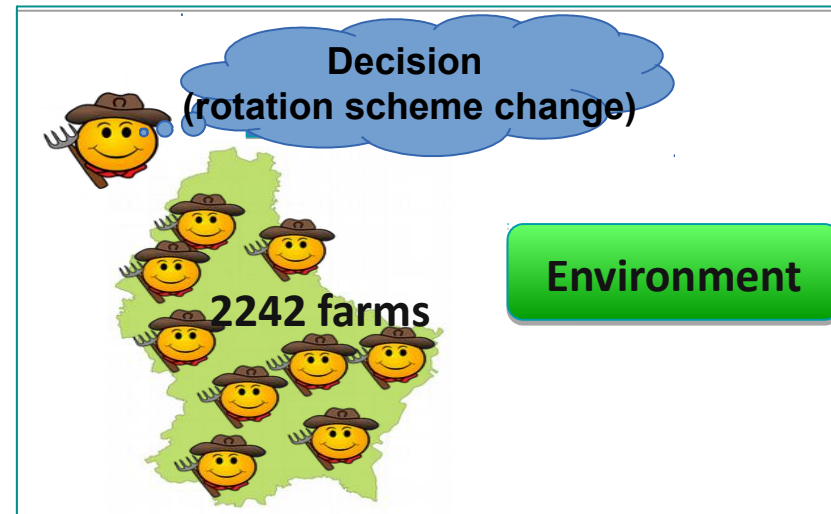 Decision
(rotation scheme change)
2242 farms
Environment